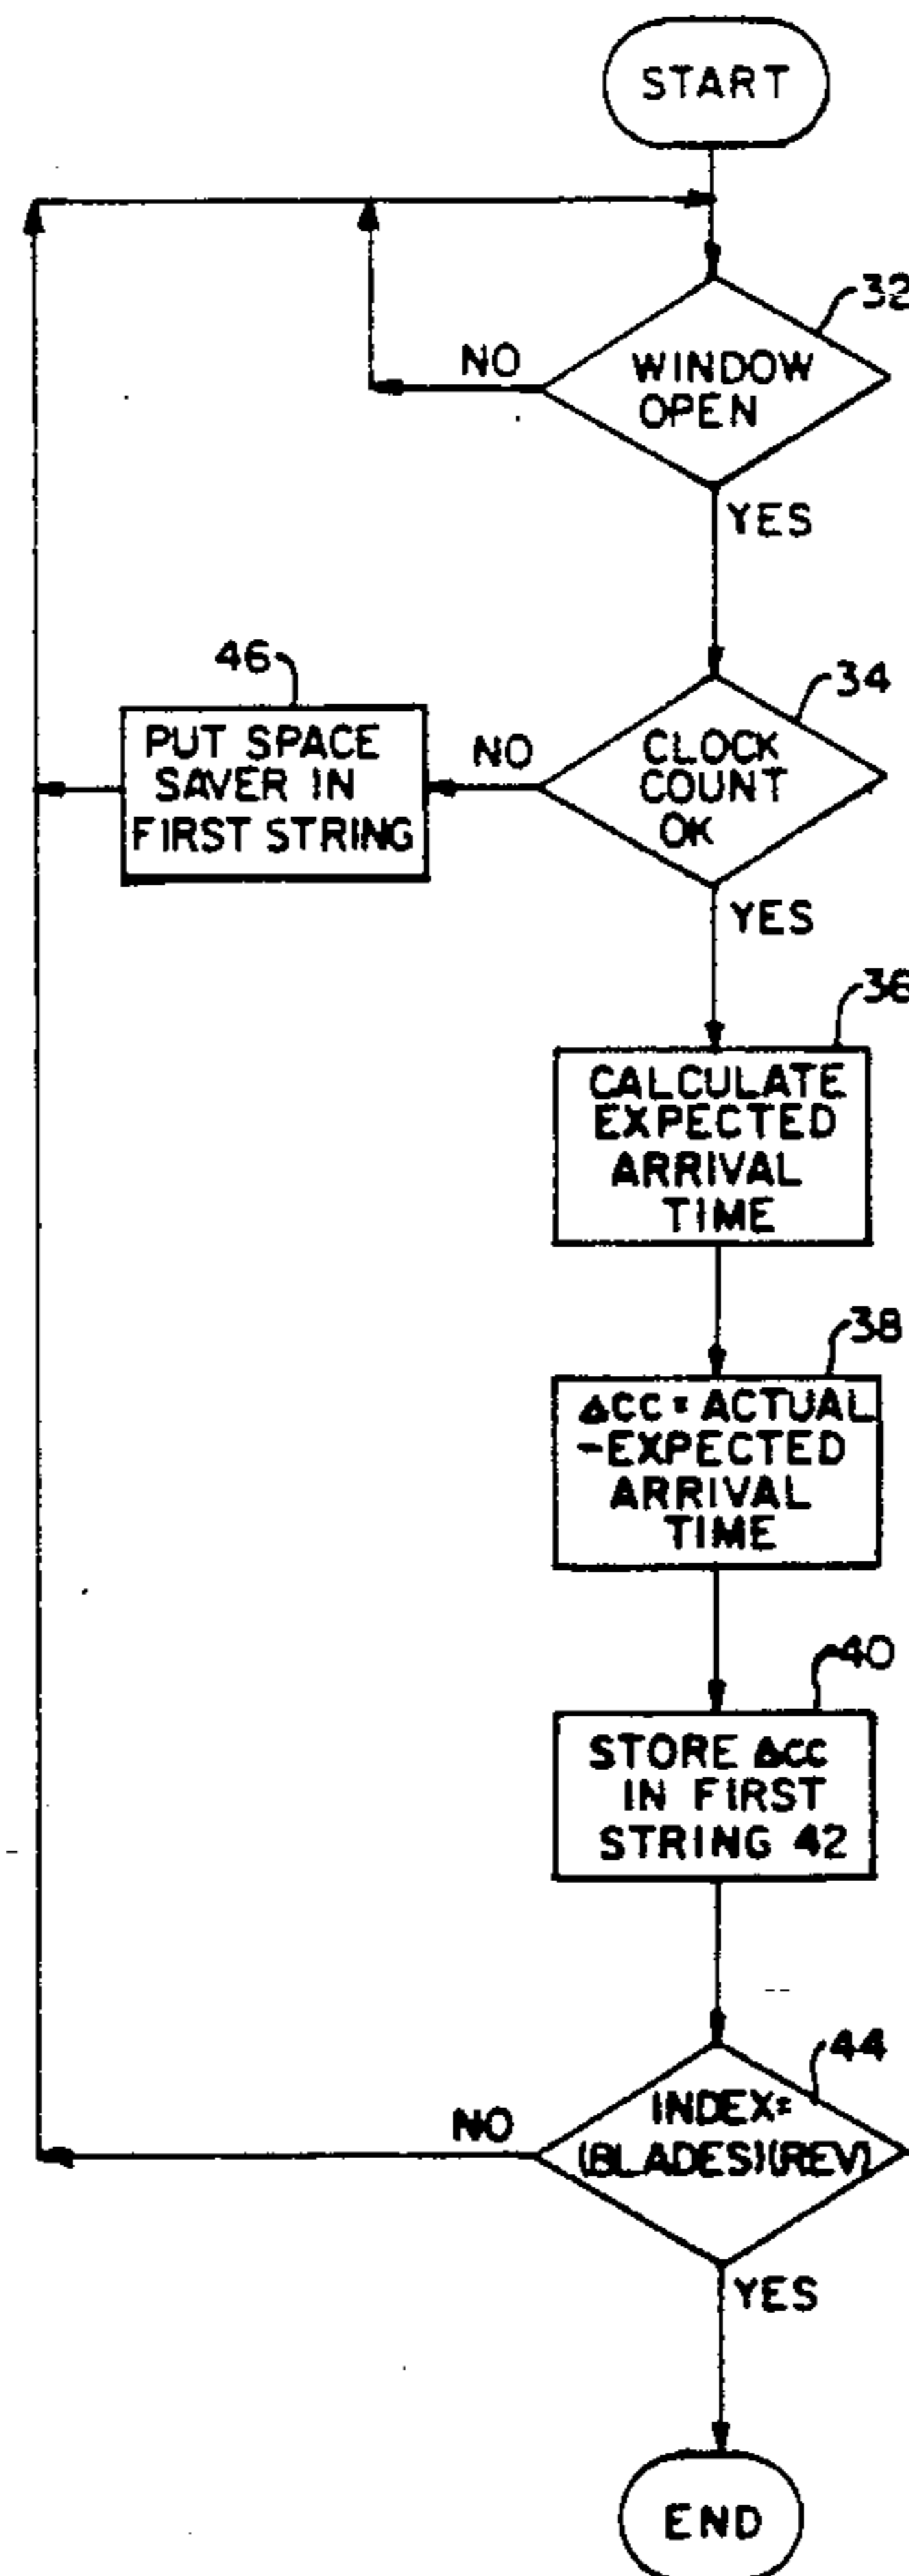 START
32
NO
WINDOW
OPEN
YES
46
34
PUT SPACE
SAVER IN
FIRST STRING
NO
CLOCK
COUNT
OK
YES
36
CALCULATE
EXPECTED
ARRIVAL
TIME
38
ΔCC = ACTUAL
-EXPECTED
ARRIVAL
TIME
40
STORE ΔCC
IN FIRST
STRING 42
44
NO
INDEX=
(BLADES)(REV)
YES
END